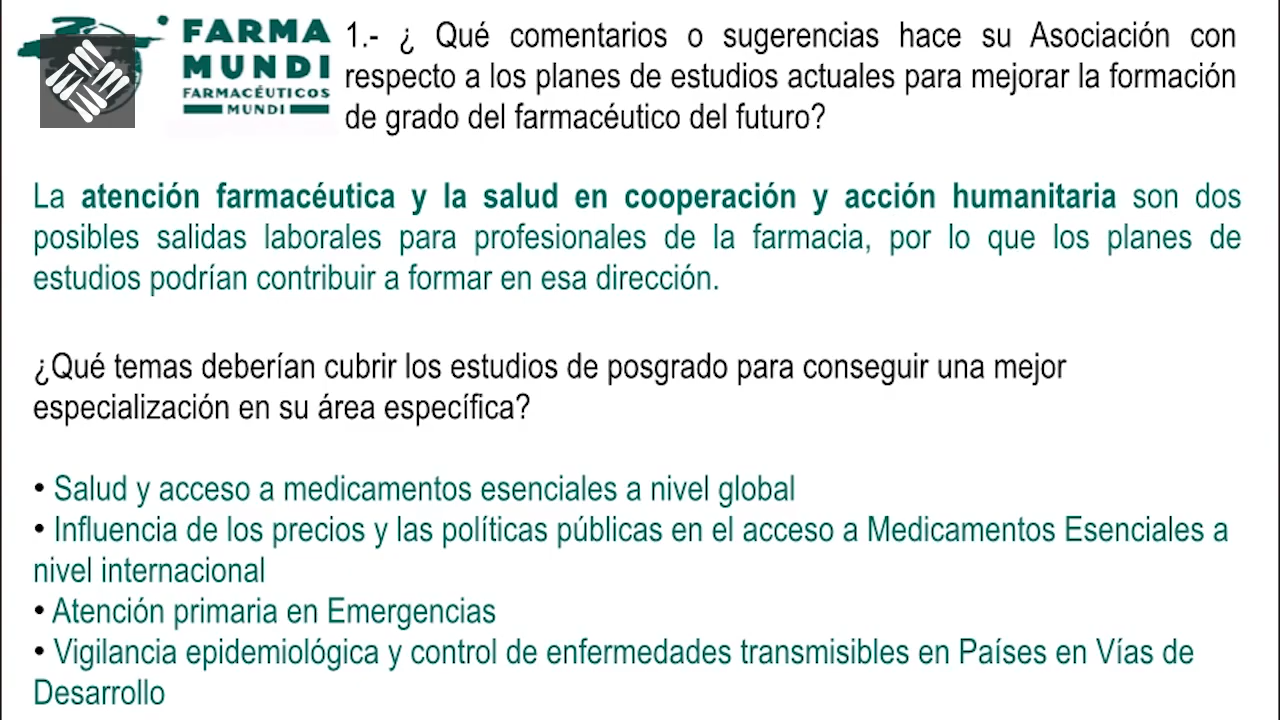 FARMA
MUNDI
FARMACÉUTICOS
MUNDI
1.- ¿ Qué comentarios o sugerencias hace su Asociación con
respecto a los planes de estudios actuales para mejorar la formación
de grado del farmacéutico del futuro?
La atención farmacéutica y la salud en cooperación y acción humanitaria son dos
posibles salidas laborales para profesionales de la farmacia, por lo que los planes de
estudios podrían contribuir a formar en esa dirección.
¿Qué temas deberían cubrir los estudios de posgrado para conseguir una mejor
especialización en su área específica?
• Salud y acceso a medicamentos esenciales a nivel global
• Influencia de los precios y las políticas públicas en el acceso a Medicamentos Esenciales a
nivel internacional
• Atención primaria en Emergencias
• Vigilancia epidemiológica y control de enfermedades transmisibles en Países en Vías de
Desarrollo